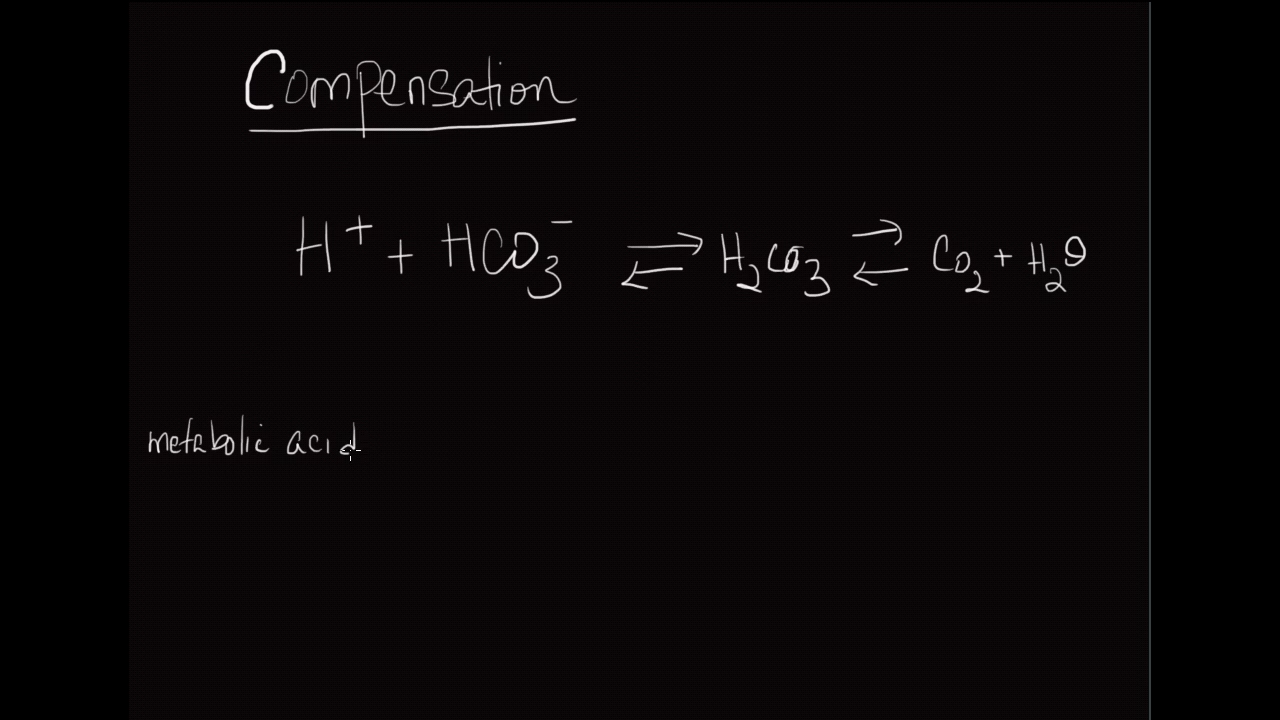 Compensation
H⁺ + HCO₃⁻ ⇌ H₂CO₃ ⇌ CO₂ + H₂O
metabolic acid